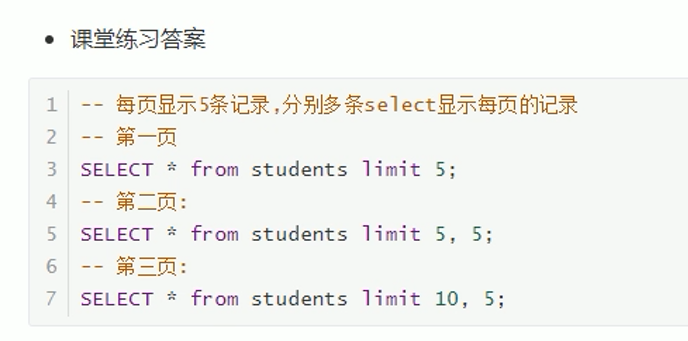 • 课堂练习答案
1 -- 每页显示5条记录,分别多条select显示每页的记录
2 -- 第一页
3 SELECT * from students limit 5;
4 -- 第二页:
5 SELECT * from students limit 5, 5;
6 -- 第三页:
7 SELECT * from students limit 10, 5;